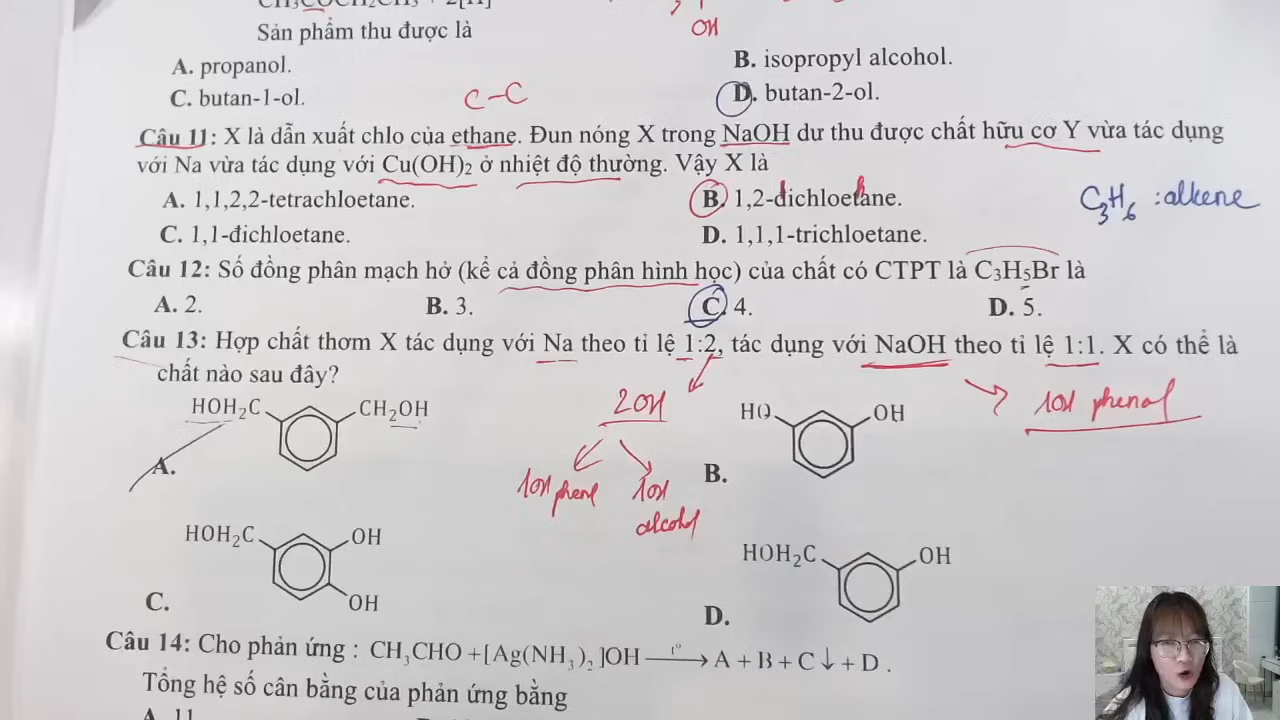 Sản phẩm thu được là
OH
A. propanol.
B. isopropyl alcohol.
C. butan-1-ol.
D. butan-2-ol.
C-C
Câu 11: X là dẫn xuất chlo của ethane. Đun nóng X trong NaOH dư thu được chất hữu cơ Y vừa tác dụng
với Na vừa tác dụng với Cu(OH)₂ ở nhiệt độ thường. Vậy X là
A. 1,1,2,2-tetrachloetane.
B. 1,2-dichloethane.
C. 1,1-đichloetane.
D. 1,1,1-trichloetane.
C₃H₆ : alkene
Câu 12: Số đồng phân mạch hở (kể cả đồng phân hình học) của chất có CTPT là C₃H₅Br là
A. 2.
B. 3.
C. 4.
D. 5.
Câu 13: Hợp chất thơm X tác dụng với Na theo tỉ lệ 1:2, tác dụng với NaOH theo tỉ lệ 1:1. X có thể là
chất nào sau đây?
2OH
1OH phenol
HOH₂C
CH₂OH
A.
HO
OH
B.
1OH
1OH
alcohol
HOH₂C
OH
OH
C.
HOH₂C
OH
D.
Câu 14: Cho phản ứng : CH₃CHO + [Ag(NH₃)₂]OH —t°→ A + B + C ↓ + D .
Tổng hệ số cân bằng của phản ứng bằng
A. 11